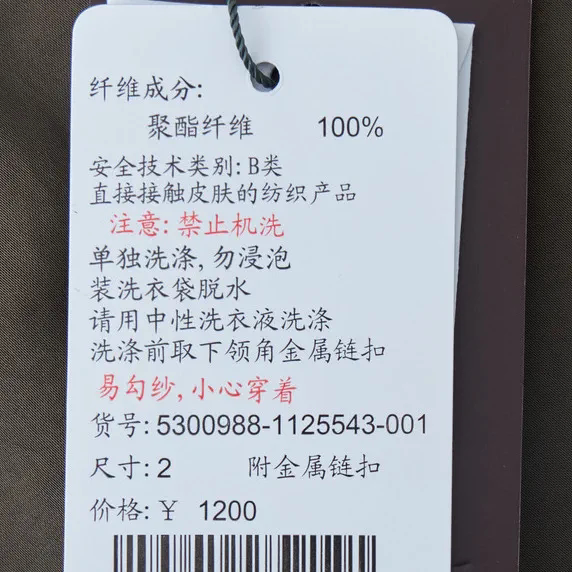 纤维成分:
聚酯纤维 100%
安全技术类别: B类
直接接触皮肤的纺织产品
注意: 禁止机洗
单独洗涤, 勿浸泡
装洗衣袋脱水
请用中性洗衣液洗涤
洗涤前取下领角金属链扣
易勾纱, 小心穿着
货号: 5300988-1125543-001
尺寸: 2 附金属链扣
价格: ¥ 1200